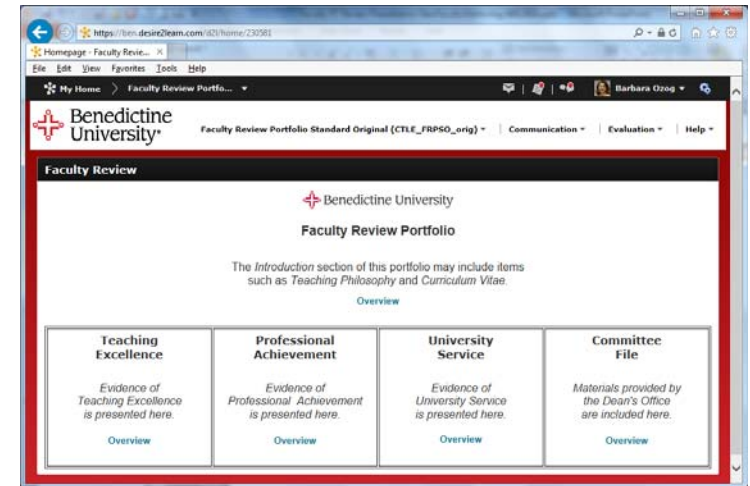 https://ben.desire2learn.com/d2l/home/230581
Homepage - Faculty Revie... ×
File Edit View Favorites Tools Help
My Home > Faculty Review Portfo...
Barbara Ozog
Benedictine
University
Faculty Review Portfolio Standard Original (CTLE_FRPSO_orig)
Communication
Evaluation
Help
Faculty Review
Benedictine University
Faculty Review Portfolio
The Introduction section of this portfolio may include items
such as Teaching Philosophy and Curriculum Vitae.
Overview
Teaching
Excellence
Evidence of
Teaching Excellence
is presented here.
Overview
Professional
Achievement
Evidence of
Professional Achievement
is presented here.
Overview
University
Service
Evidence of
University Service
is presented here.
Overview
Committee
File
Materials provided by
the Dean's Office
are included here.
Overview